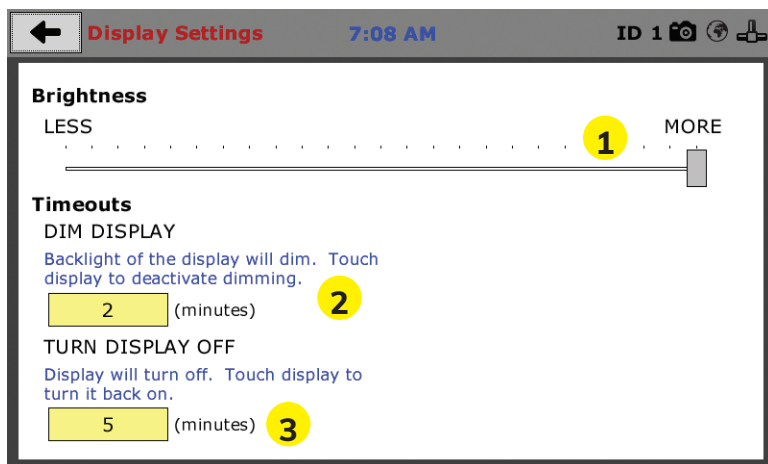 Display Settings 7:08 AM ID 1
Brightness
LESS MORE
1
Timeouts
DIM DISPLAY
Backlight of the display will dim. Touch
display to deactivate dimming.
2 (minutes) 2
TURN DISPLAY OFF
Display will turn off. Touch display to
turn it back on.
5 (minutes) 3